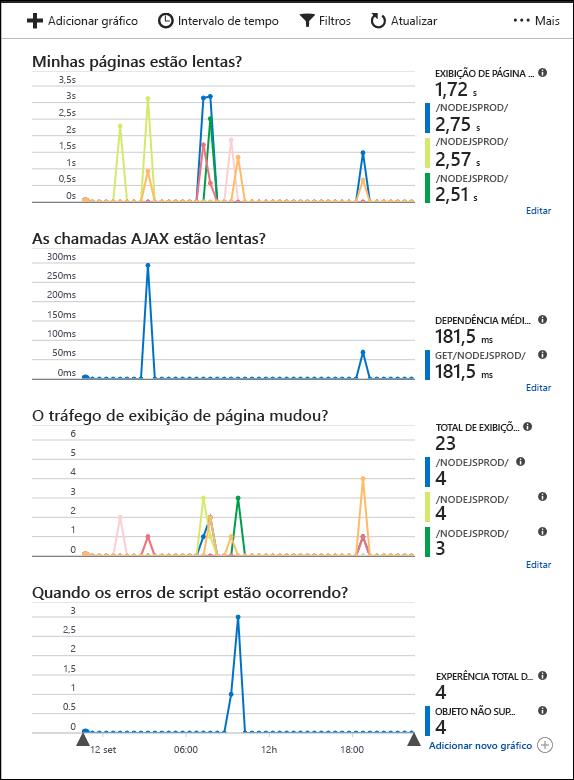 Adicionar gráfico Intervalo de tempo Filtros Atualizar ··· Mais
Minhas páginas estão lentas?
3,5s
3s
2,5s
2s
1,5s
1s
0,5s
0s
EXIBIÇÃO DE PÁGINA ...
1,72 s
/NODEJSPROD/
2,75 s
/NODEJSPROD/
2,57 s
/NODEJSPROD/
2,51 s
Editar
As chamadas AJAX estão lentas?
300ms
250ms
200ms
150ms
100ms
50ms
0ms
DEPENDÊNCIA MÉDI...
181,5 ms
GET/NODEJSPROD/
181,5 ms
Editar
O tráfego de exibição de página mudou?
6
5
4
3
2
1
0
TOTAL DE EXIBIÇÕ...
23
/NODEJSPROD/
4
/NODEJSPROD/
4
/NODEJSPROD/
3
Editar
Quando os erros de script estão ocorrendo?
3
2,5
2
1,5
1
0
EXPERÊNCIA TOTAL D...
4
OBJETO NÃO SUP...
4
12 set 06:00 12h 18:00
Adicionar novo gráfico